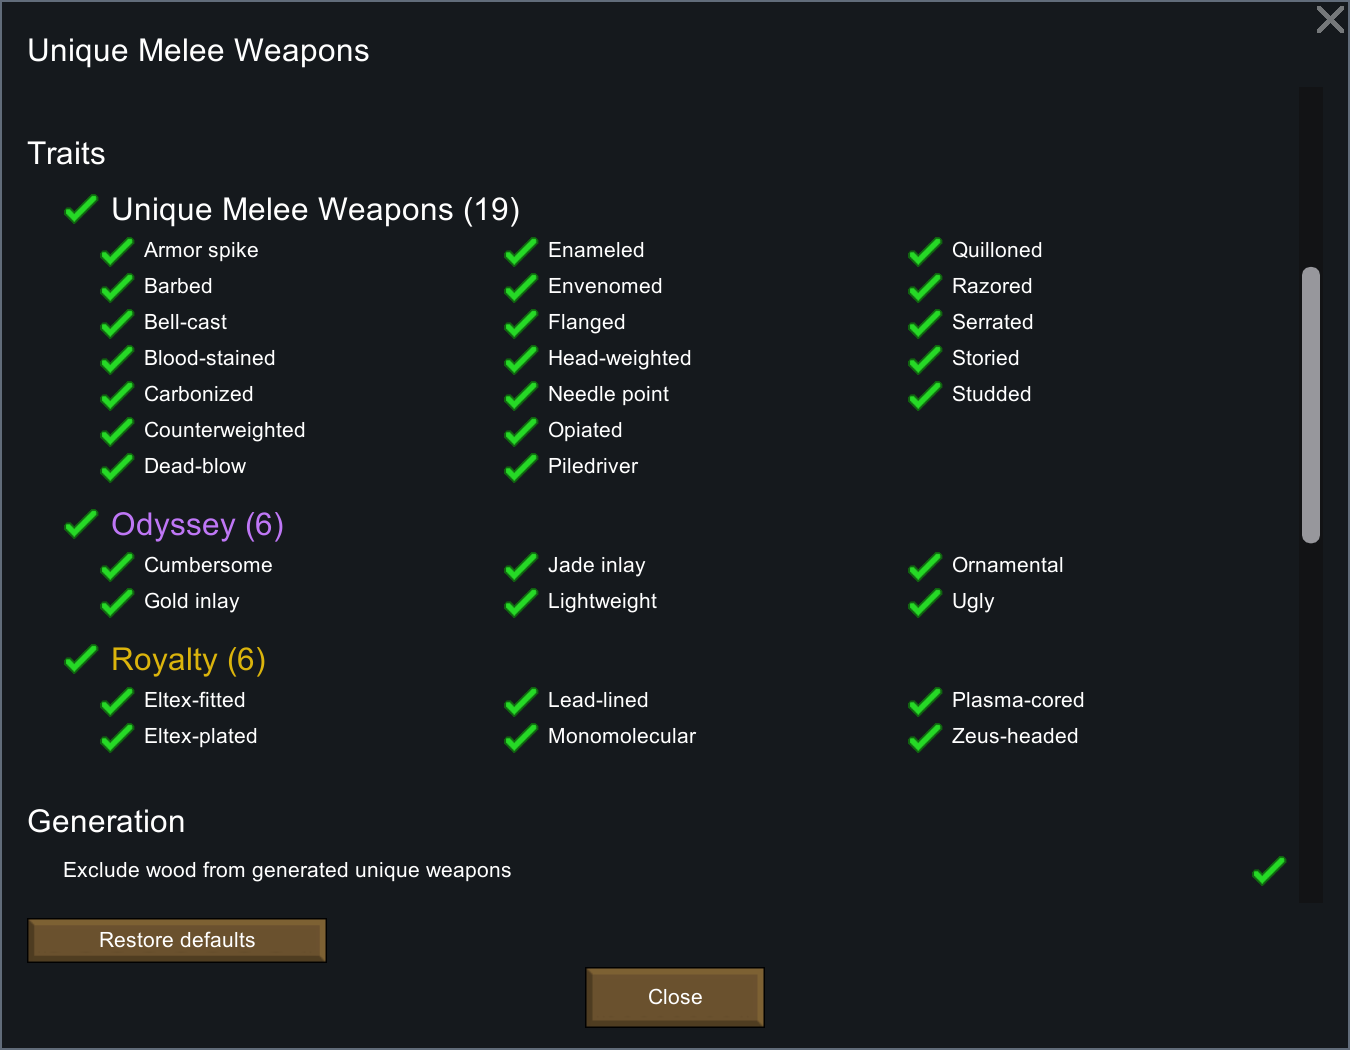 Unique Melee Weapons
Traits
Unique Melee Weapons (19)
Armor spike Enameled Quilloned
Barbed Envenomed Razored
Bell-cast Flanged Serrated
Blood-stained Head-weighted Storied
Carbonized Needle point Studded
Counterweighted Opiated
Dead-blow Piledriver
Odyssey (6)
Cumbersome Jade inlay Ornamental
Gold inlay Lightweight Ugly
Royalty (6)
Eltex-fitted Lead-lined Plasma-cored
Eltex-plated Monomolecular Zeus-headed
Generation
Exclude wood from generated unique weapons
Restore defaults
Close